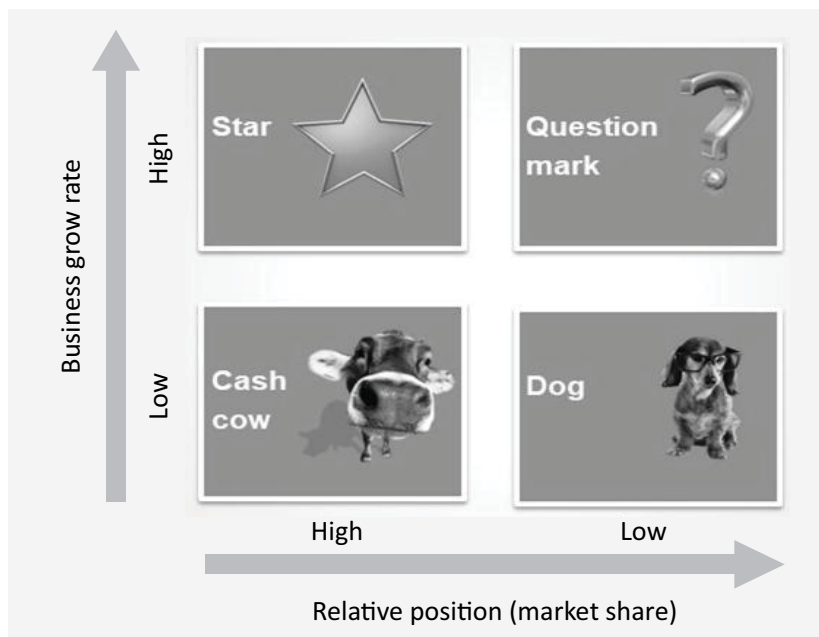 Business grow rate
High
Low
Star
Question
mark
Cash
cow
Dog
High
Low
Relative position (market share)